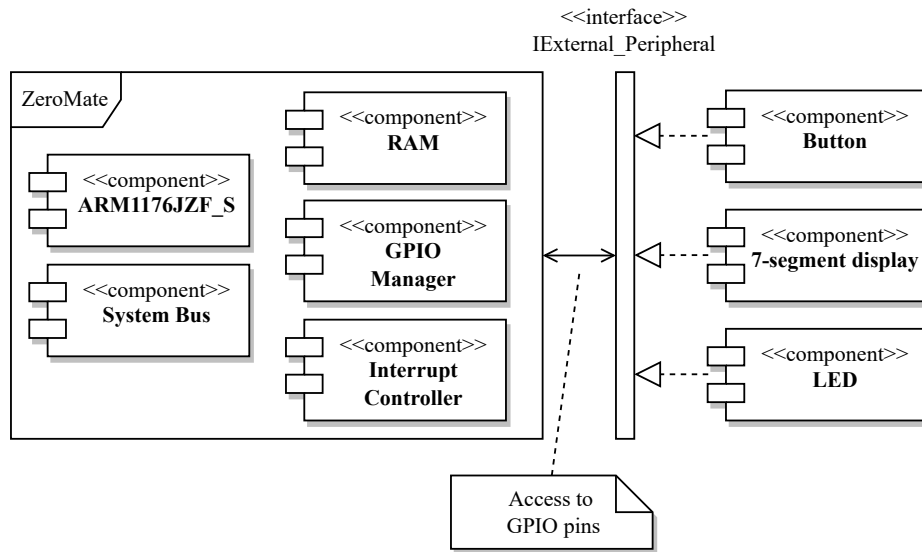 <<interface>>
IExternal_Peripheral
ZeroMate
<<component>>
RAM
<<component>>
ARM1176JZF_S
<<component>>
GPIO
Manager
<<component>>
System Bus
<<component>>
Interrupt
Controller
<<component>>
Button
<<component>>
7-segment display
<<component>>
LED
Access to
GPIO pins